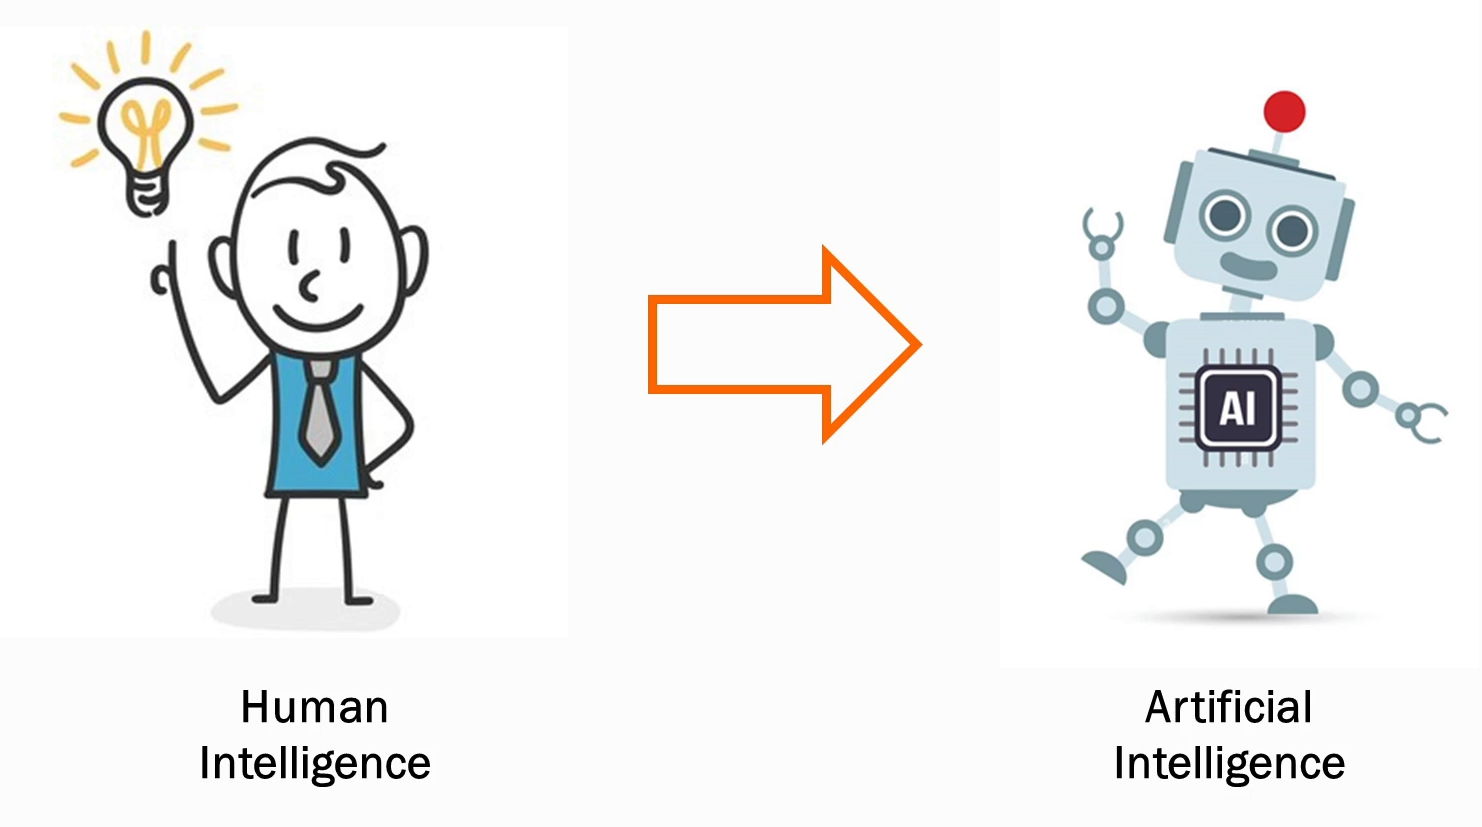 AI
Human
Intelligence
Artificial
Intelligence